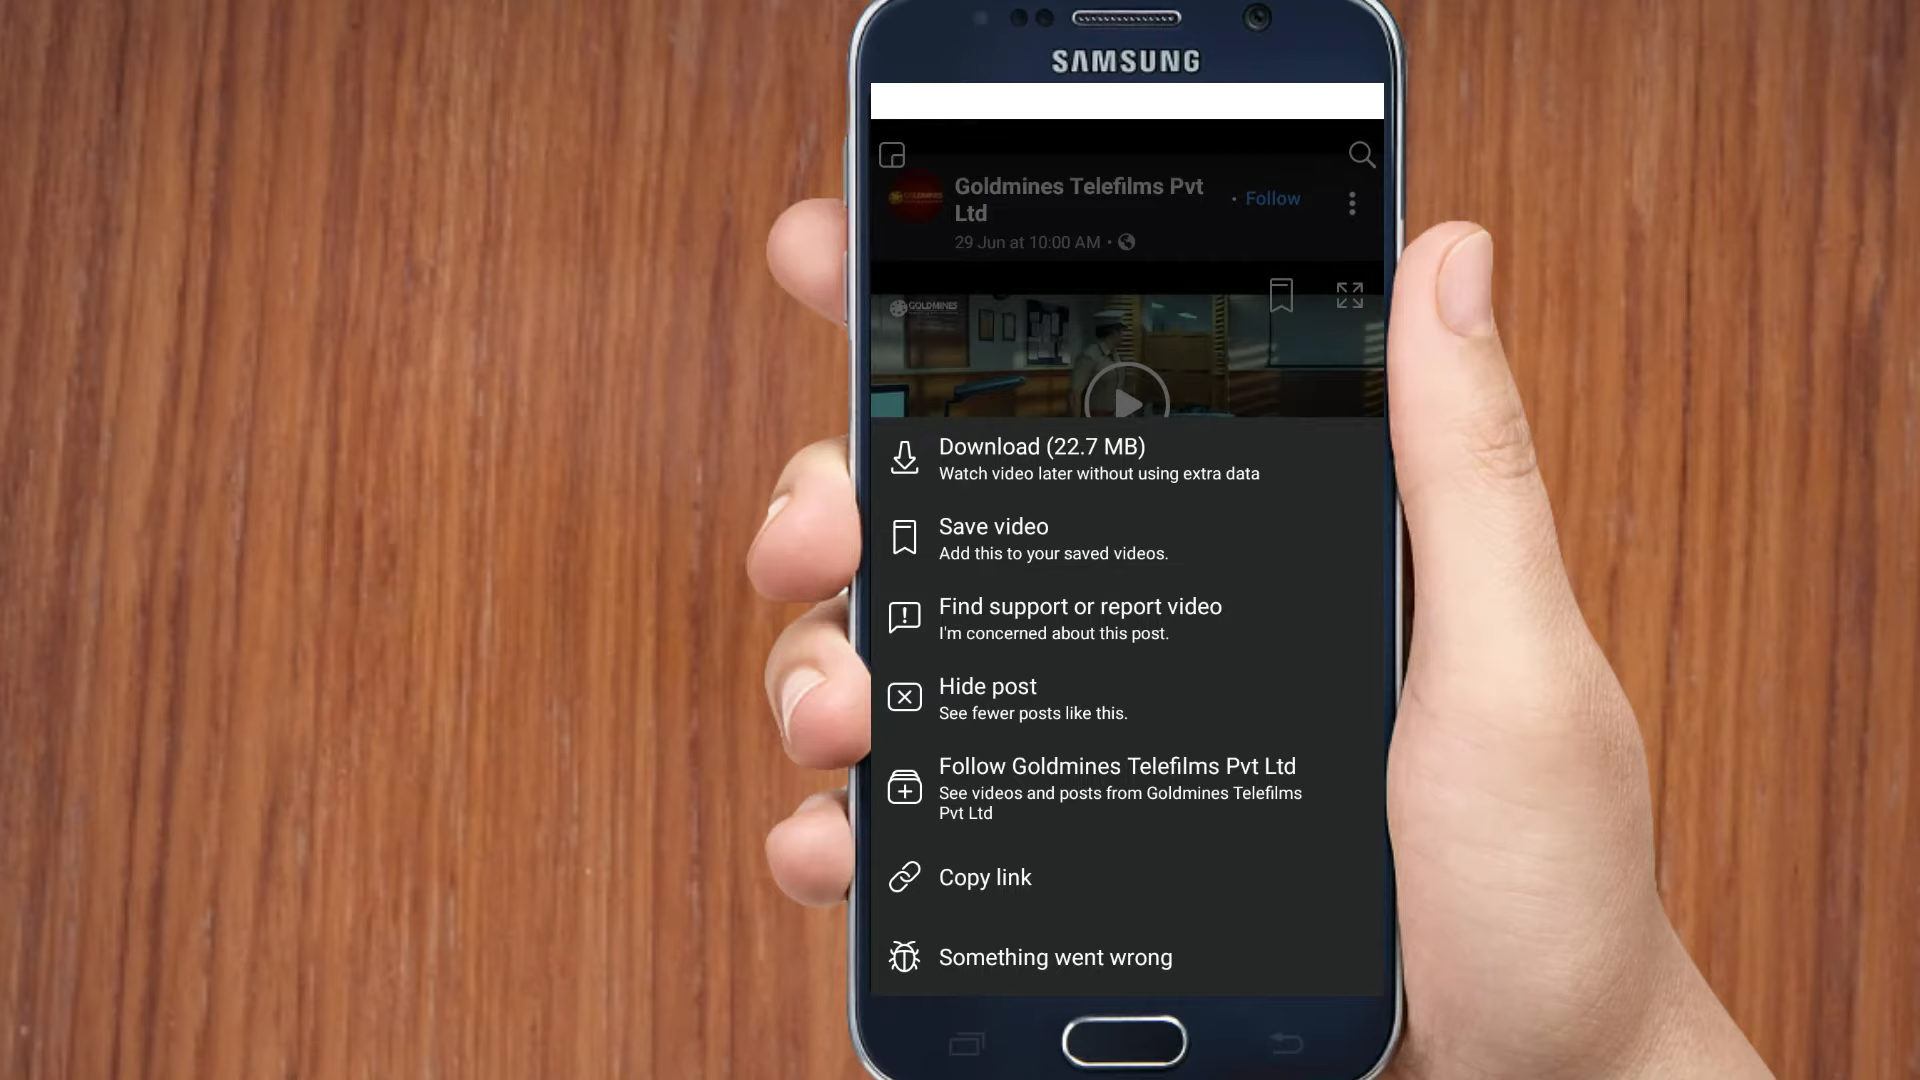 SAMSUNG
Goldmines Telefilms Pvt
Ltd
• Follow
29 Jun at 10:00 AM •
GOLDMINES
Download (22.7 MB)
Watch video later without using extra data
Save video
Add this to your saved videos.
Find support or report video
I'm concerned about this post.
Hide post
See fewer posts like this.
Follow Goldmines Telefilms Pvt Ltd
See videos and posts from Goldmines Telefilms
Pvt Ltd
Copy link
Something went wrong